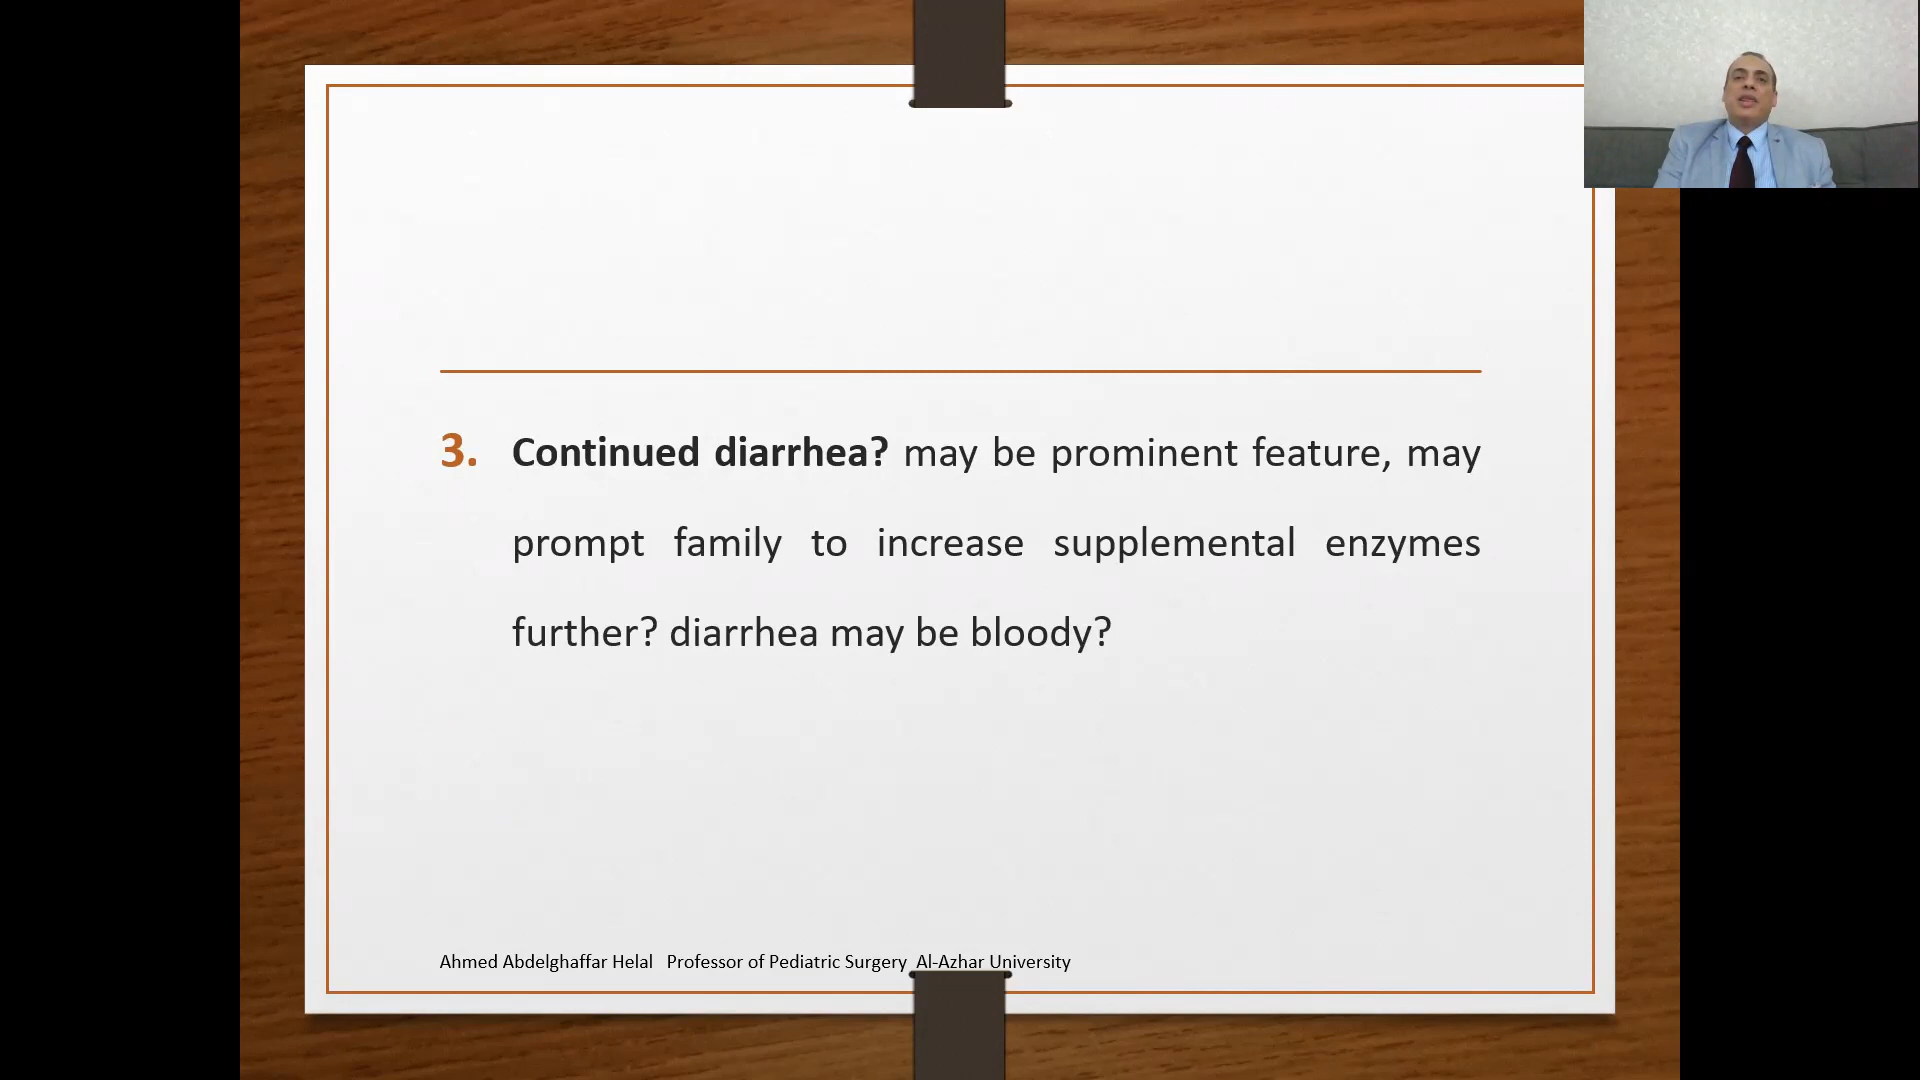 3. Continued diarrhea? may be prominent feature, may
prompt family to increase supplemental enzymes
further? diarrhea may be bloody?
Ahmed Abdelghaffar Helal Professor of Pediatric Surgery Al-Azhar University